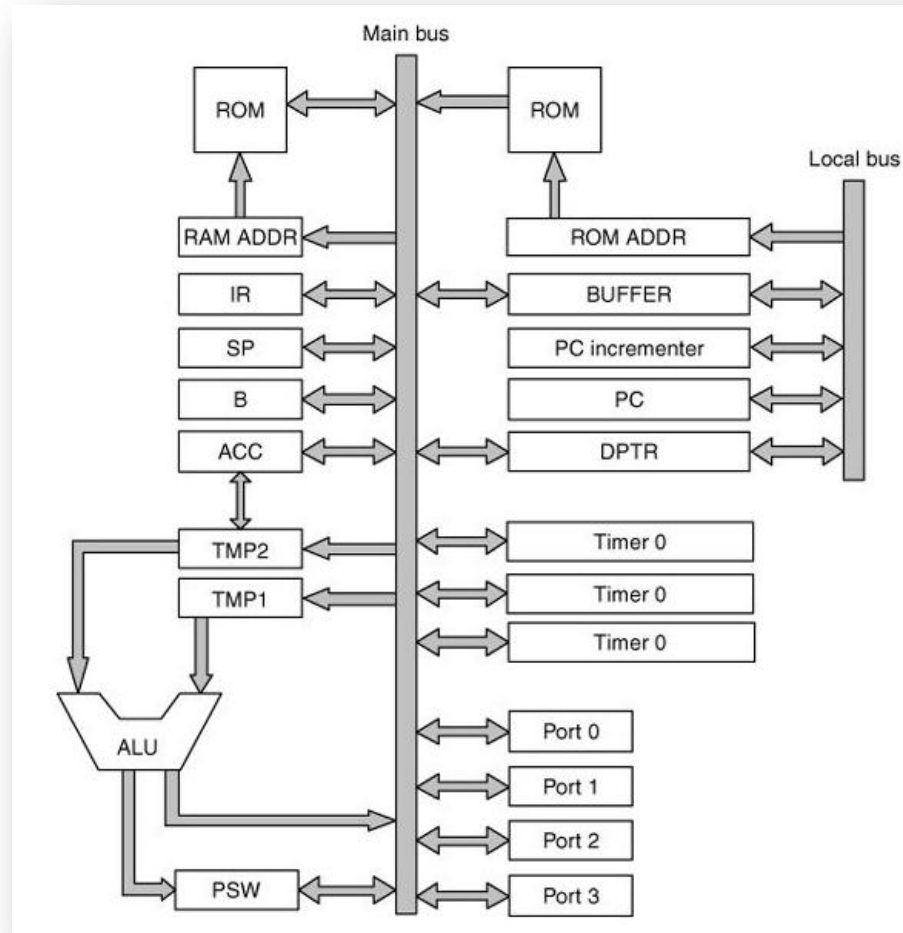 Main bus
ROM
ROM
Local bus
RAM ADDR
ROM ADDR
IR
BUFFER
SP
PC incrementer
B
PC
ACC
DPTR
TMP2
Timer 0
TMP1
Timer 0
Timer 0
ALU
Port 0
Port 1
Port 2
PSW
Port 3